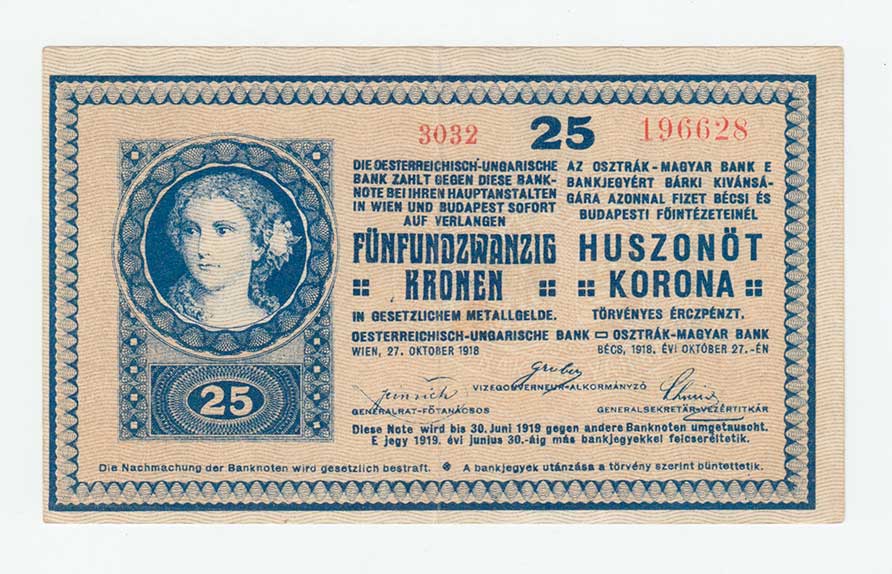 3032 25 196628
DIE OESTERREICHISCH-UNGARISCHE
BANK ZAHLT GEGEN DIESE BANK-
NOTE BEI IHREN HAUPTANSTALTEN
IN WIEN UND BUDAPEST SOFORT
AUF VERLANGEN
FÜNFUNDZWANZIG
KRONEN
IN GESETZLICHEM METALLGELDE.
OESTERREICHISCH-UNGARISCHE BANK
WIEN, 27. OKTOBER 1918
AZ OSZTRÁK-MAGYAR BANK E
BANKJEGYÉRT BÁRKI KIVÁNSÁ-
GÁRA AZONNAL FIZET BÉCSI ÉS
BUDAPESTI FŐINTÉZETEINÉL
HUSZONÖT
KORONA
TÖRVÉNYES ÉRCZPÉNZT.
OSZTRÁK-MAGYAR BANK
BÉCS, 1918. ÉVI OKTÓBER 27.-ÉN
Gruber
VIZEGOUVERNEUR-ALKORMÁNYZÓ
GENERALRAT-FŐTANÁCSOS
GENERALSEKRETÄR-VEZÉRTITKÁR
25
Diese Note wird bis 30. Juni 1919 gegen andere Banknoten umgetauscht.
E jegy 1919. évi junius 30.-áig más bankjegyekkel felcseréltetik.
Die Nachmachung der Banknoten wird gesetzlich bestraft. A bankjegyek utánzása a törvény szerint büntettetik.